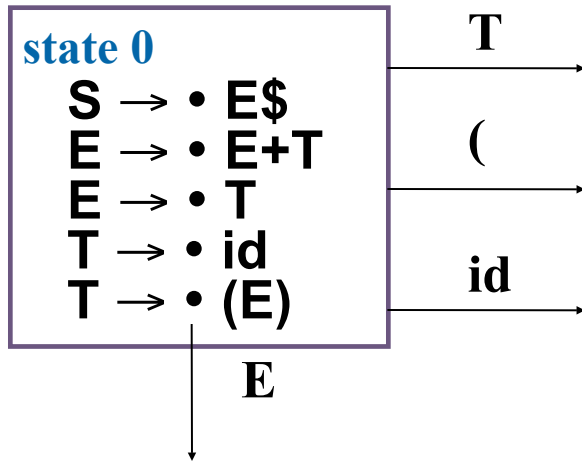 state 0
S → • E$
E → • E+T
E → • T
T → • id
T → • (E)
T
(
id
E